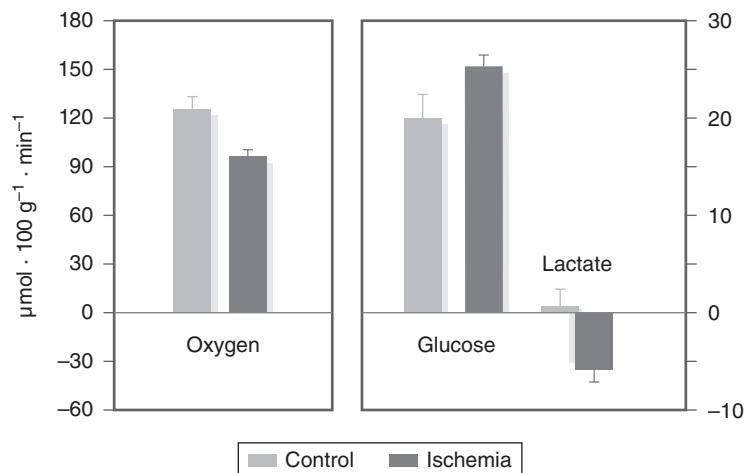 180
150
120
90
60
30
0
−30
−60
µmol · 100 g⁻¹ · min⁻¹
Oxygen
Glucose
Lactate
30
20
10
0
−10
Control
Ischemia